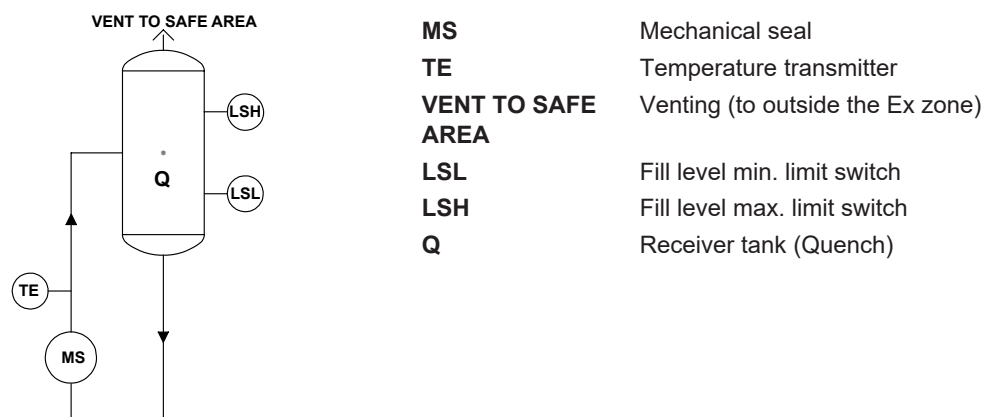 VENT TO SAFE AREA
LSH
Q
LSL
TE
MS
MS Mechanical seal
TE Temperature transmitter
VENT TO SAFE Venting (to outside the Ex zone)
AREA
LSL Fill level min. limit switch
LSH Fill level max. limit switch
Q Receiver tank (Quench)